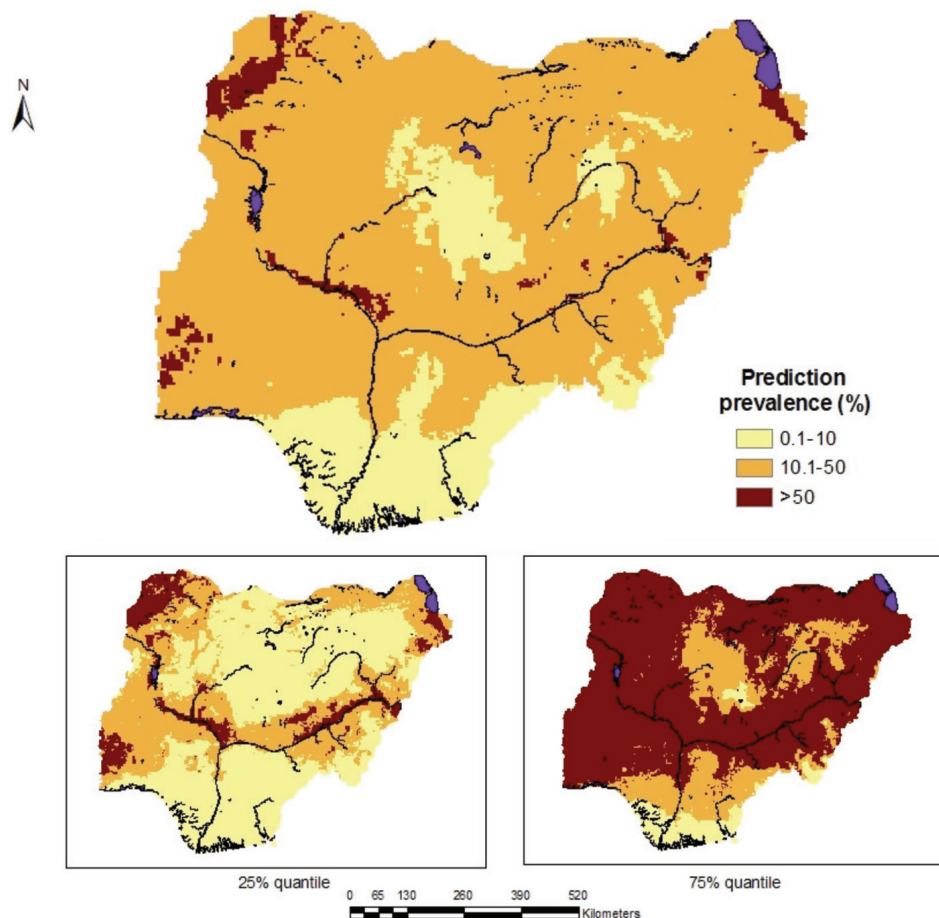 N
Prediction
prevalence (%)
0.1-10
10.1-50
>50
25% quantile
75% quantile
0 65 130 260 390 520
Kilometers